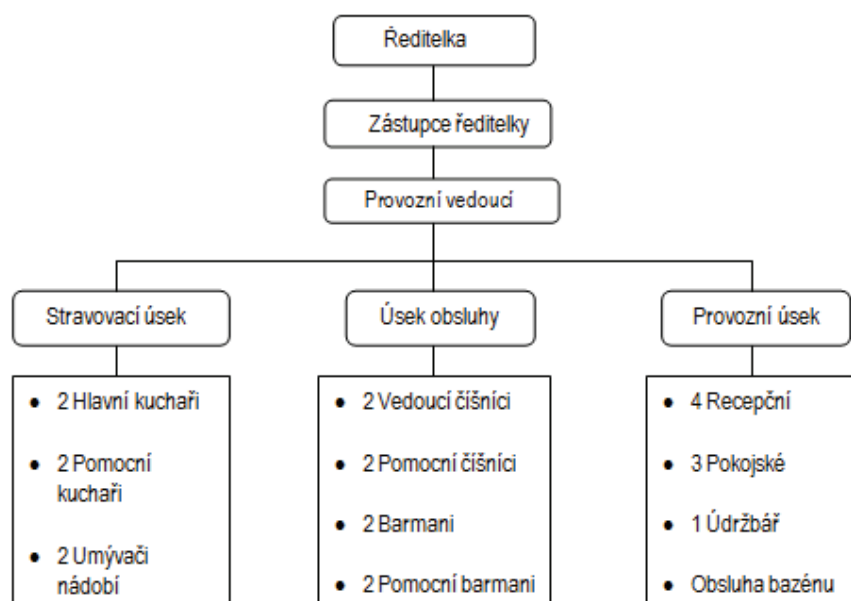 Ředitelka
Zástupce ředitelky
Provozní vedoucí
Stravovací úsek
Úsek obsluhy
Provozní úsek
• 2 Hlavní kuchaři
• 2 Pomocní
kuchaři
• 2 Umývači
nádobí
• 2 Vedoucí číšníci
• 2 Pomocní číšníci
• 2 Barmani
• 2 Pomocní barmani
• 4 Recepční
• 3 Pokojské
• 1 Údržbář
• Obsluha bazénu